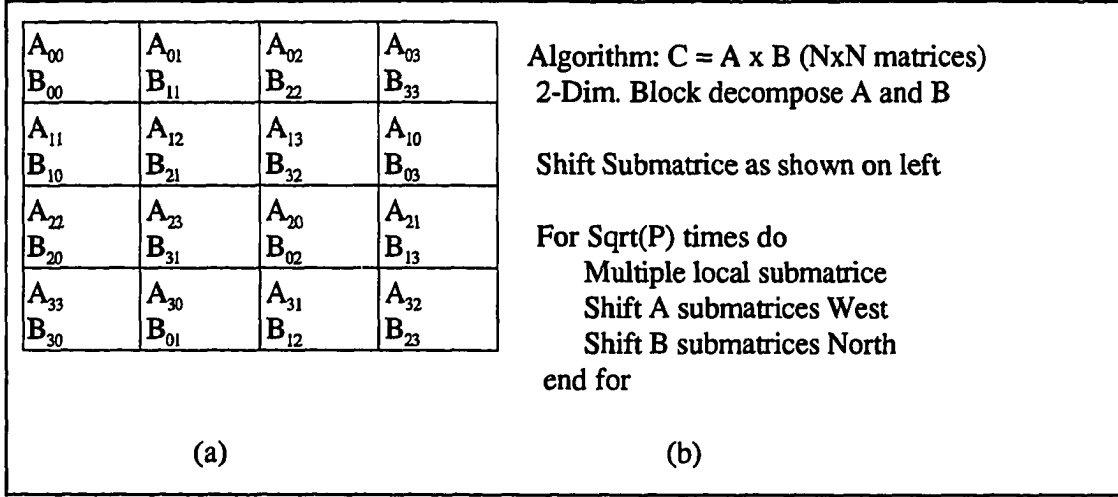 A00 A01 A02 A03
B00 B11 B22 B33
A11 A12 A13 A10
B10 B21 B32 B03
A22 A23 A20 A21
B20 B31 B02 B13
A33 A30 A31 A32
B30 B01 B12 B23
(a)
Algorithm: C = A x B (NxN matrices)
2-Dim. Block decompose A and B
Shift Submatrice as shown on left
For Sqrt(P) times do
Multiple local submatrice
Shift A submatrices West
Shift B submatrices North
end for
(b)